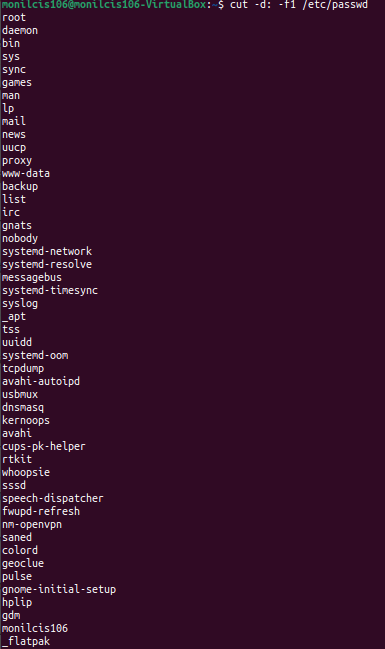 monilcis106@monilcis106-VirtualBox:~$ cut -d: -f1 /etc/passwd
root
daemon
bin
sys
sync
games
man
lp
mail
news
uucp
proxy
www-data
backup
list
irc
gnats
nobody
systemd-network
systemd-resolve
messagebus
systemd-timesync
syslog
_apt
tss
uuidd
systemd-oom
tcpdump
avahi-autoipd
usbmux
dnsmasq
kernoops
avahi
cups-pk-helper
rtkit
whoopsie
sssd
speech-dispatcher
fwupd-refresh
nm-openvpn
saned
colord
geoclue
pulse
gnome-initial-setup
hplip
gdm
monilcis106
_flatpak